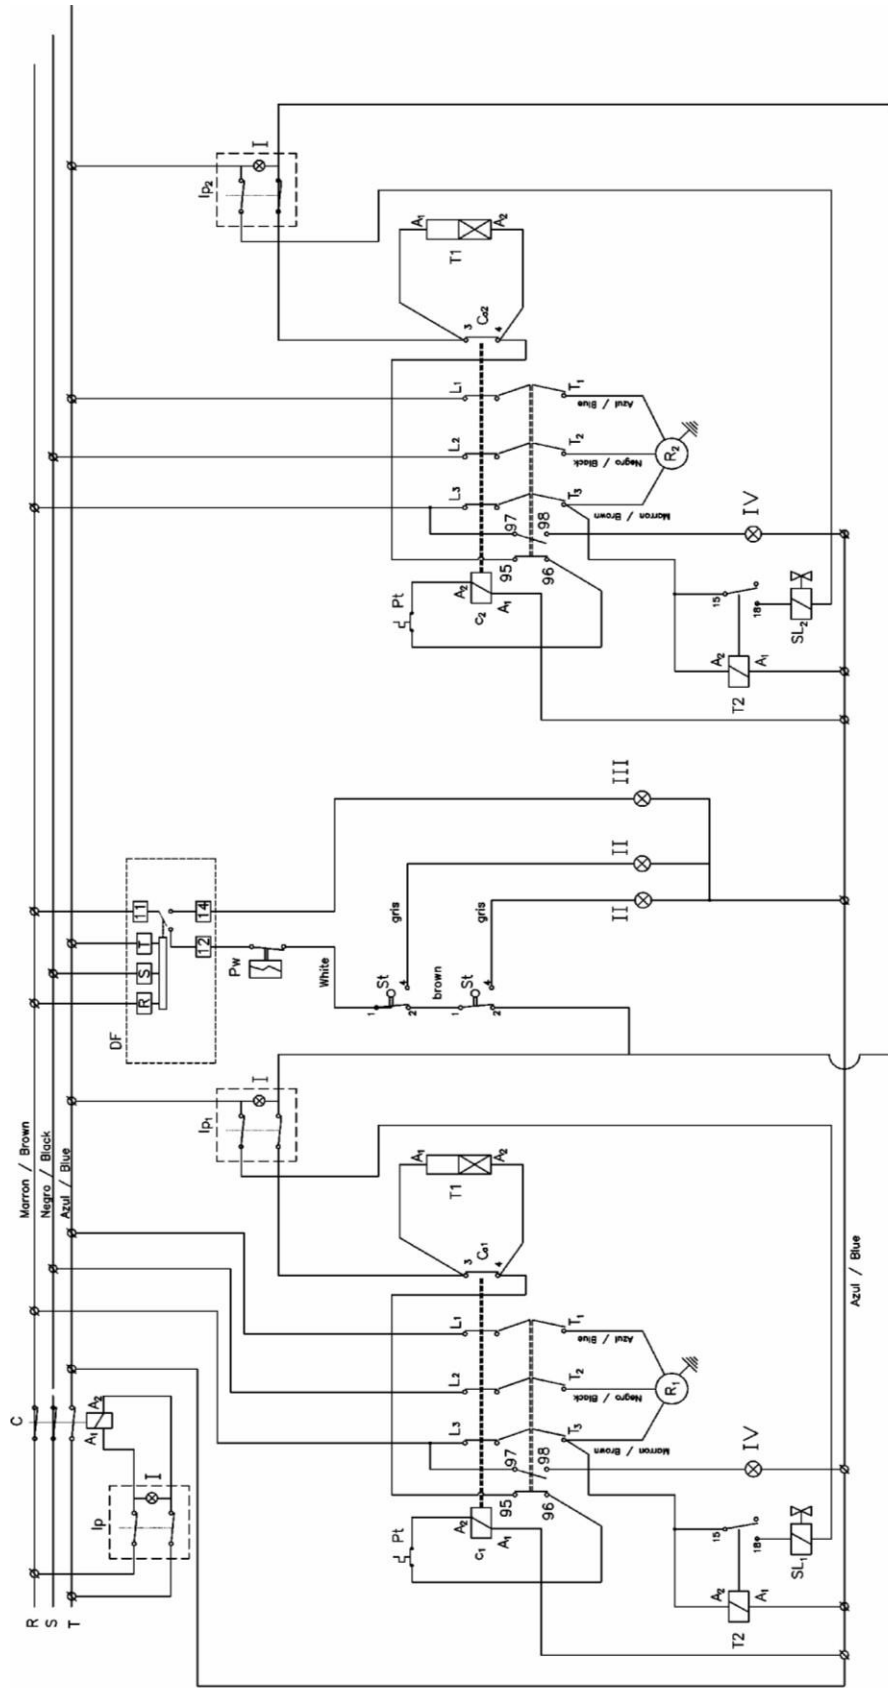 R
S
T
Ip
I
A1
A2
C
Marron / Brown
Negro / Black
Azul / Blue
Pt
A2
C1
A1
95
96
97
98
L3
L2
L1
T3
T2
T1
Marron / Brown
Negro / Black
Azul / Blue
R1
3
Ca1
4
A1
T1
A2
Ip1
I
T2
A2
A1
15
18
SL1
IV
Azul / Blue
DF
R
S
T
11
12
14
Pw
White
1
St
4
2
brown
1
St
4
2
gris
gris
II
II
III
Pt
A2
C2
A1
95
96
97
98
L3
L2
L1
T3
T2
T1
Marron / Brown
Negro / Black
Azul / Blue
R2
3
Ca2
4
A1
T1
A2
Ip2
I
T2
A2
A1
15
18
SL2
IV